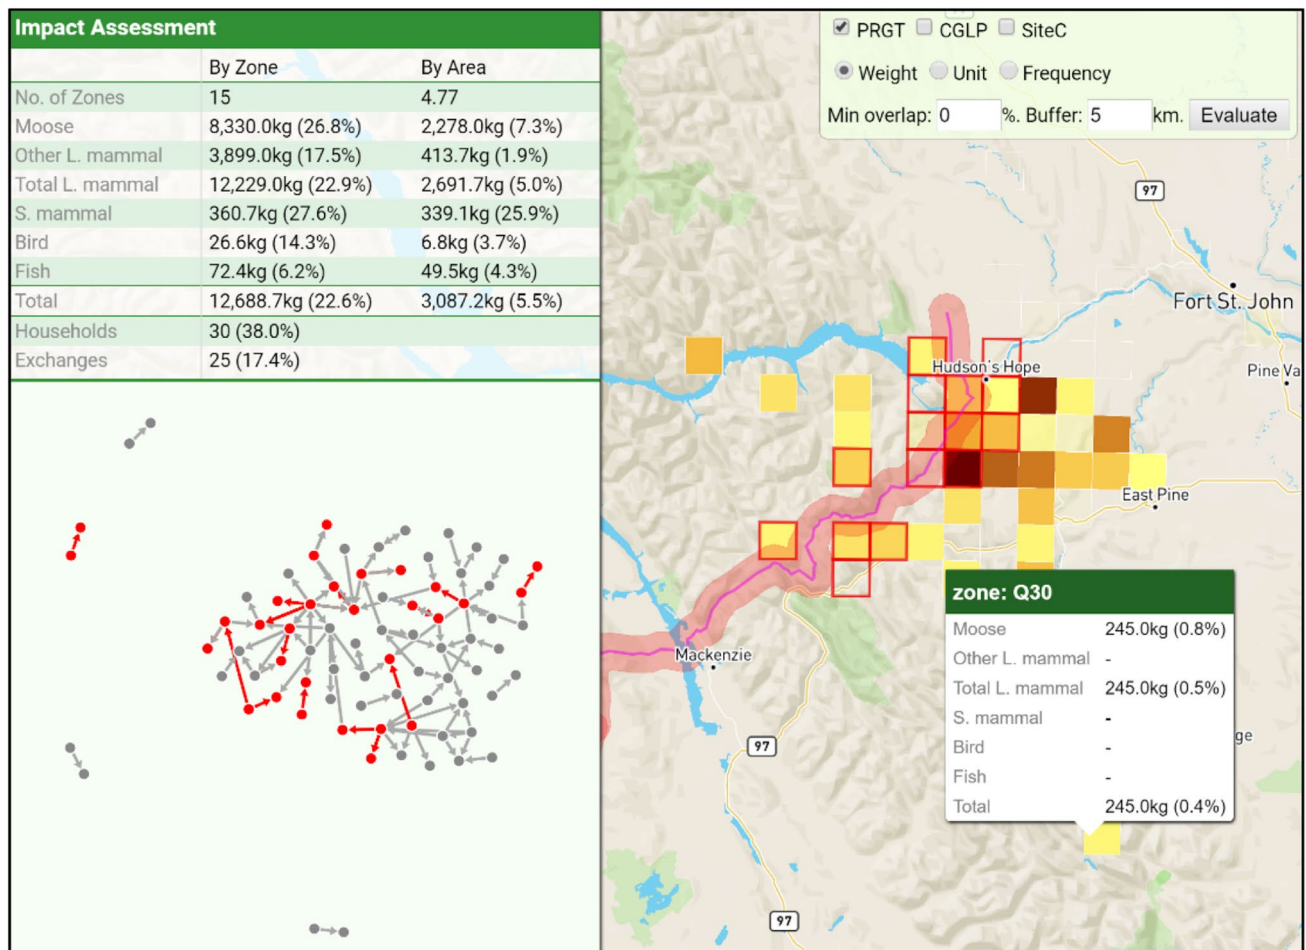 Impact Assessment
By Zone By Area
No. of Zones 15 4.77
Moose 8,330.0kg (26.8%) 2,278.0kg (7.3%)
Other L. mammal 3,899.0kg (17.5%) 413.7kg (1.9%)
Total L. mammal 12,229.0kg (22.9%) 2,691.7kg (5.0%)
S. mammal 360.7kg (27.6%) 339.1kg (25.9%)
Bird 26.6kg (14.3%) 6.8kg (3.7%)
Fish 72.4kg (6.2%) 49.5kg (4.3%)
Total 12,688.7kg (22.6%) 3,087.2kg (5.5%)
Households 30 (38.0%)
Exchanges 25 (17.4%)
PRGT CGLP SiteC
Weight Unit Frequency
Min overlap: 0 %. Buffer: 5 km. Evaluate
97
Fort St. John
Hudson's Hope
Pine Va
East Pine
zone: Q30
Moose 245.0kg (0.8%)
Other L. mammal -
Total L. mammal 245.0kg (0.5%)
S. mammal -
Bird -
Fish -
Total 245.0kg (0.4%)
Mackenzie
ge
97
97